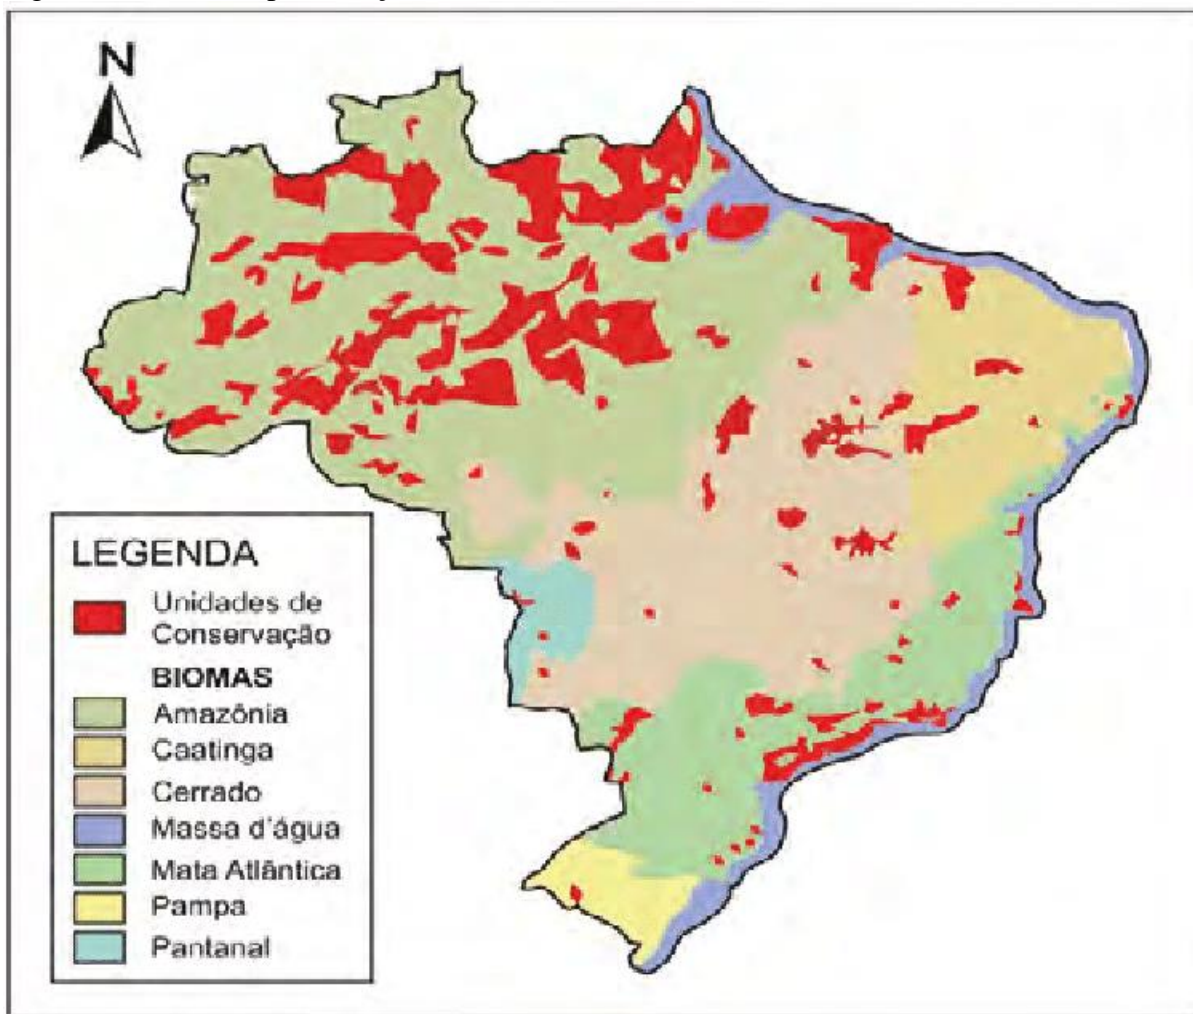 N
LEGENDA
Unidades de
Conservação
BIOMAS
Amazônia
Caatinga
Cerrado
Massa d'água
Mata Atlântica
Pampa
Pantanal